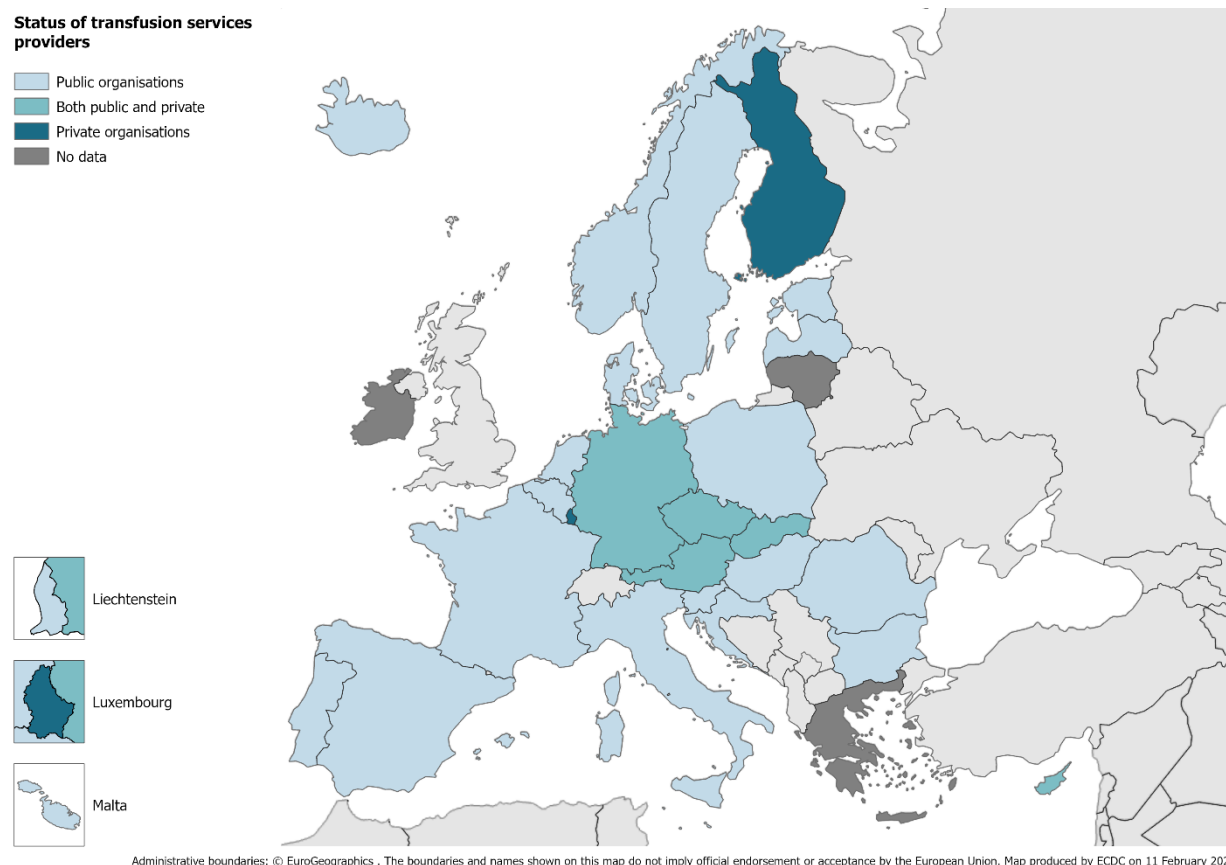 Status of transfusion services
providers
Public organisations
Both public and private
Private organisations
No data
Liechtenstein
Luxembourg
Malta
Administrative boundaries: © EuroGeographics . The boundaries and names shown on this map do not imply official endorsement or acceptance by the European Union. Map produced by ECDC on 11 February